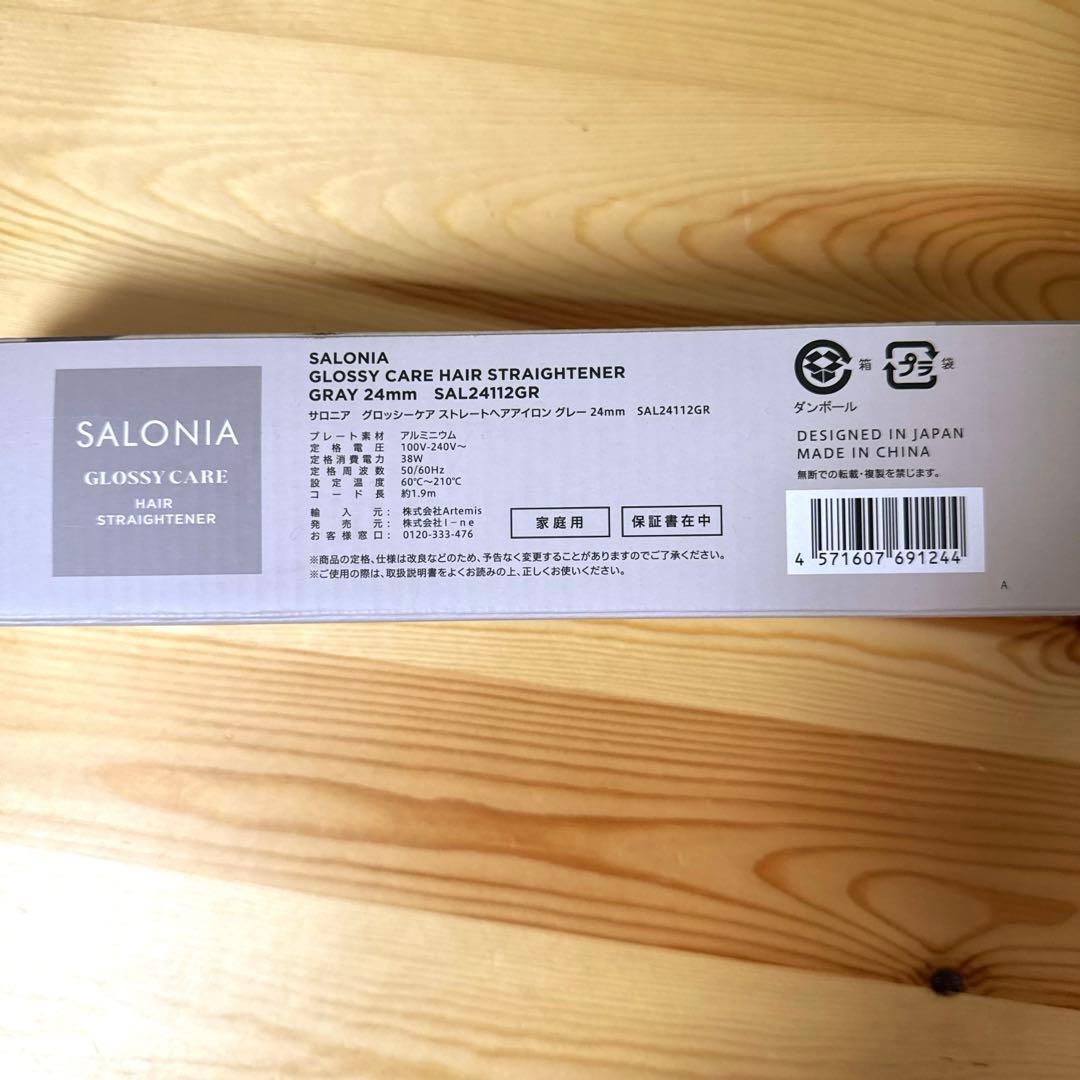 SALONIA
GLOSSY CARE
HAIR
STRAIGHTENER
SALONIA
GLOSSY CARE HAIR STRAIGHTENER
GRAY 24mm SAL24112GR
サロニア グロッシーケア ストレートヘアアイロン グレー 24mm SAL24112GR
プレート素材 アルミニウム
定格電圧 100V-240V～
定格消費電力 38W
定格周波数 50/60Hz
設定温度 60℃～210℃
コード長 約1.9m
輸入元： 株式会社Artemis
発売元： 株式会社I－ne
お客様窓口： 0120-333-476
家庭用
保証書在中
※商品の定格、仕様は改良などのため、予告なく変更することがありますのでご了承ください。
※ご使用の際は、取扱説明書をよくお読みの上、正しくお使いください。
箱 プラ 袋
ダンボール
DESIGNED IN JAPAN
MADE IN CHINA
無断での転載・複製を禁じます。
4 571607 691244
A